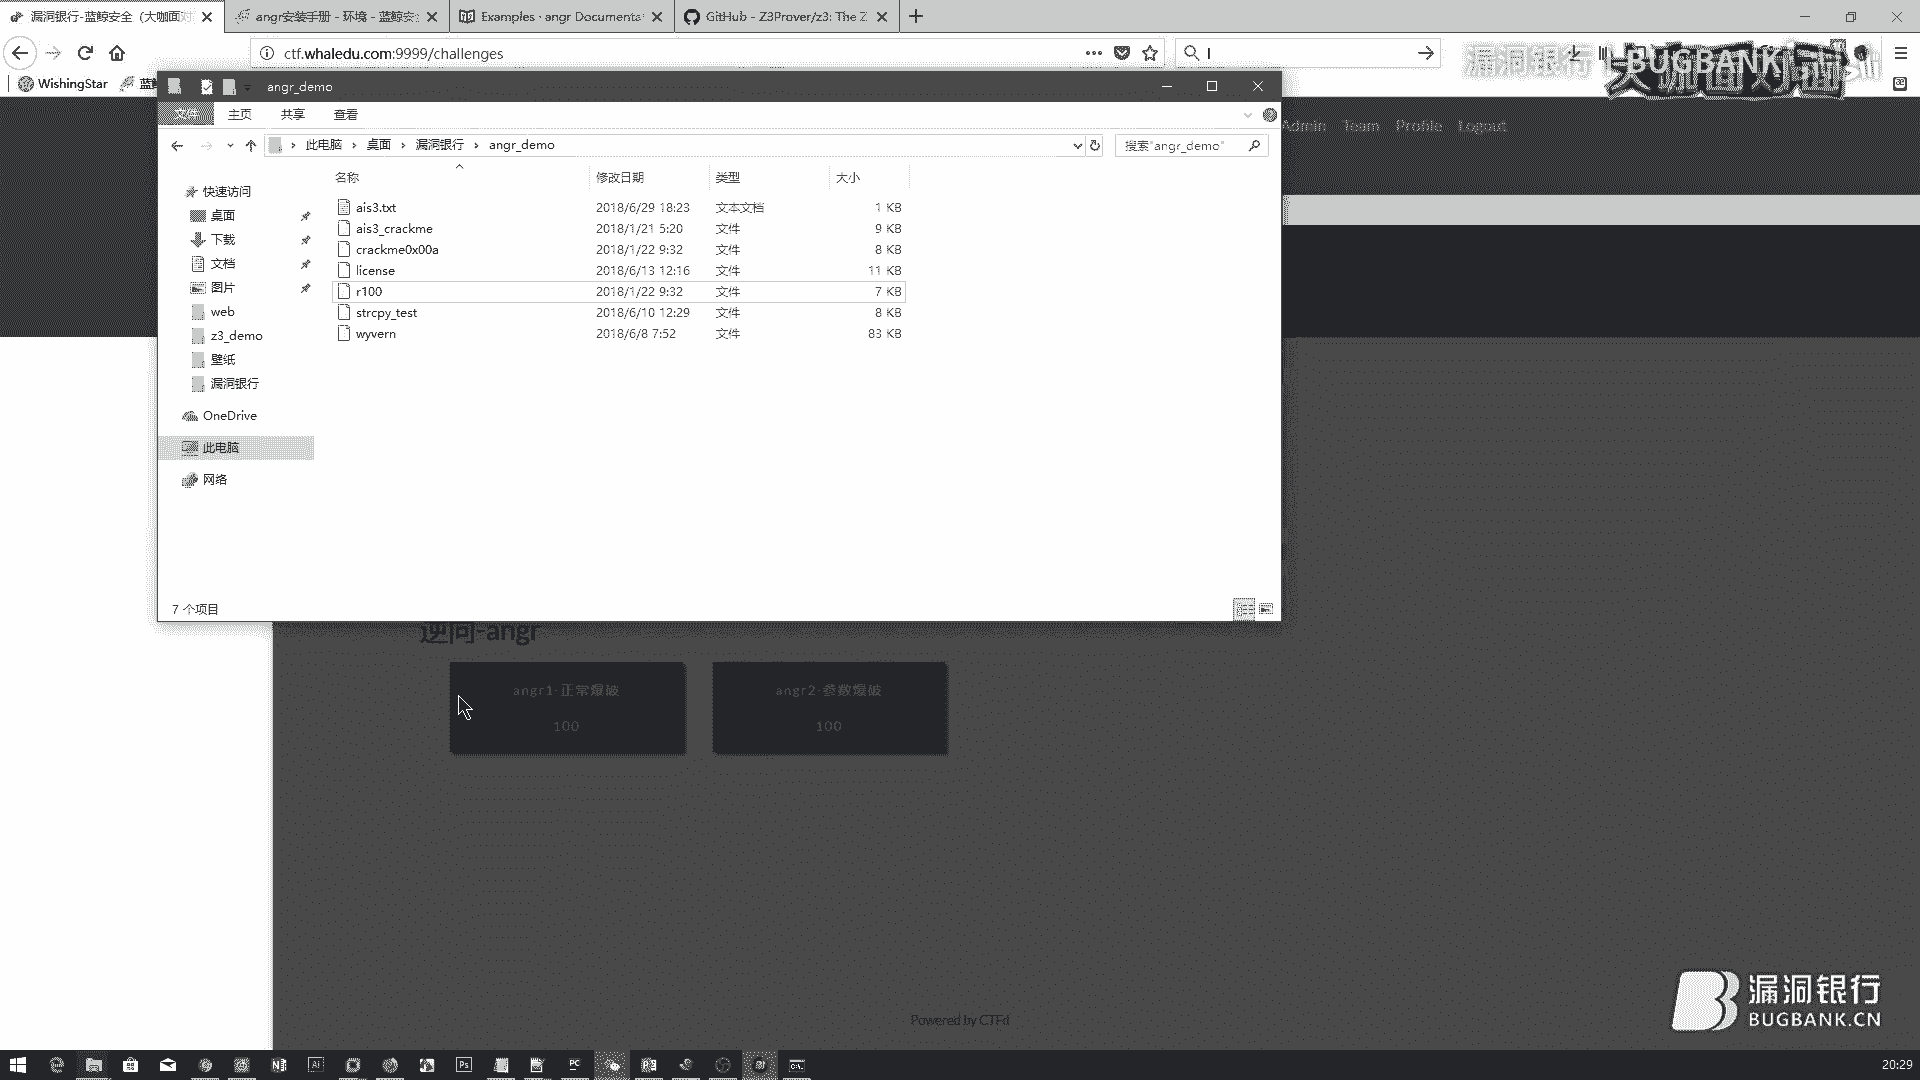 漏洞银行-蓝鲸安全（大咖面对
angr安装手册 - 环境 - 蓝鲸安全
Examples · angr Documenta
GitHub - Z3Prover/z3: The Z
ctf.whaledu.com:9999/challenges
漏洞银行
BUGBANK
大咖面对面
WishingStar
蓝鲸
angr_demo
文件
主页
共享
查看
Admin
Team
Profile
Logout
此电脑
桌面
漏洞银行
angr_demo
搜索"angr_demo"
名称
修改日期
类型
大小
快速访问
桌面
下载
文档
图片
web
z3_demo
壁纸
漏洞银行
OneDrive
此电脑
网络
ais3.txt 2018/6/29 18:23 文本文档 1 KB
ais3_crackme 2018/1/21 5:20 文件 9 KB
crackme0x00a 2018/1/22 9:32 文件 8 KB
license 2018/6/13 12:16 文件 11 KB
r100 2018/1/22 9:32 文件 7 KB
strcpy_test 2018/6/10 12:29 文件 8 KB
wyvern 2018/6/8 7:52 文件 83 KB
7 个项目
逆向-angr
angr1-正常爆破
100
angr2-参数爆破
100
Powered by CTFd
漏洞银行
BUGBANK.CN
20:29